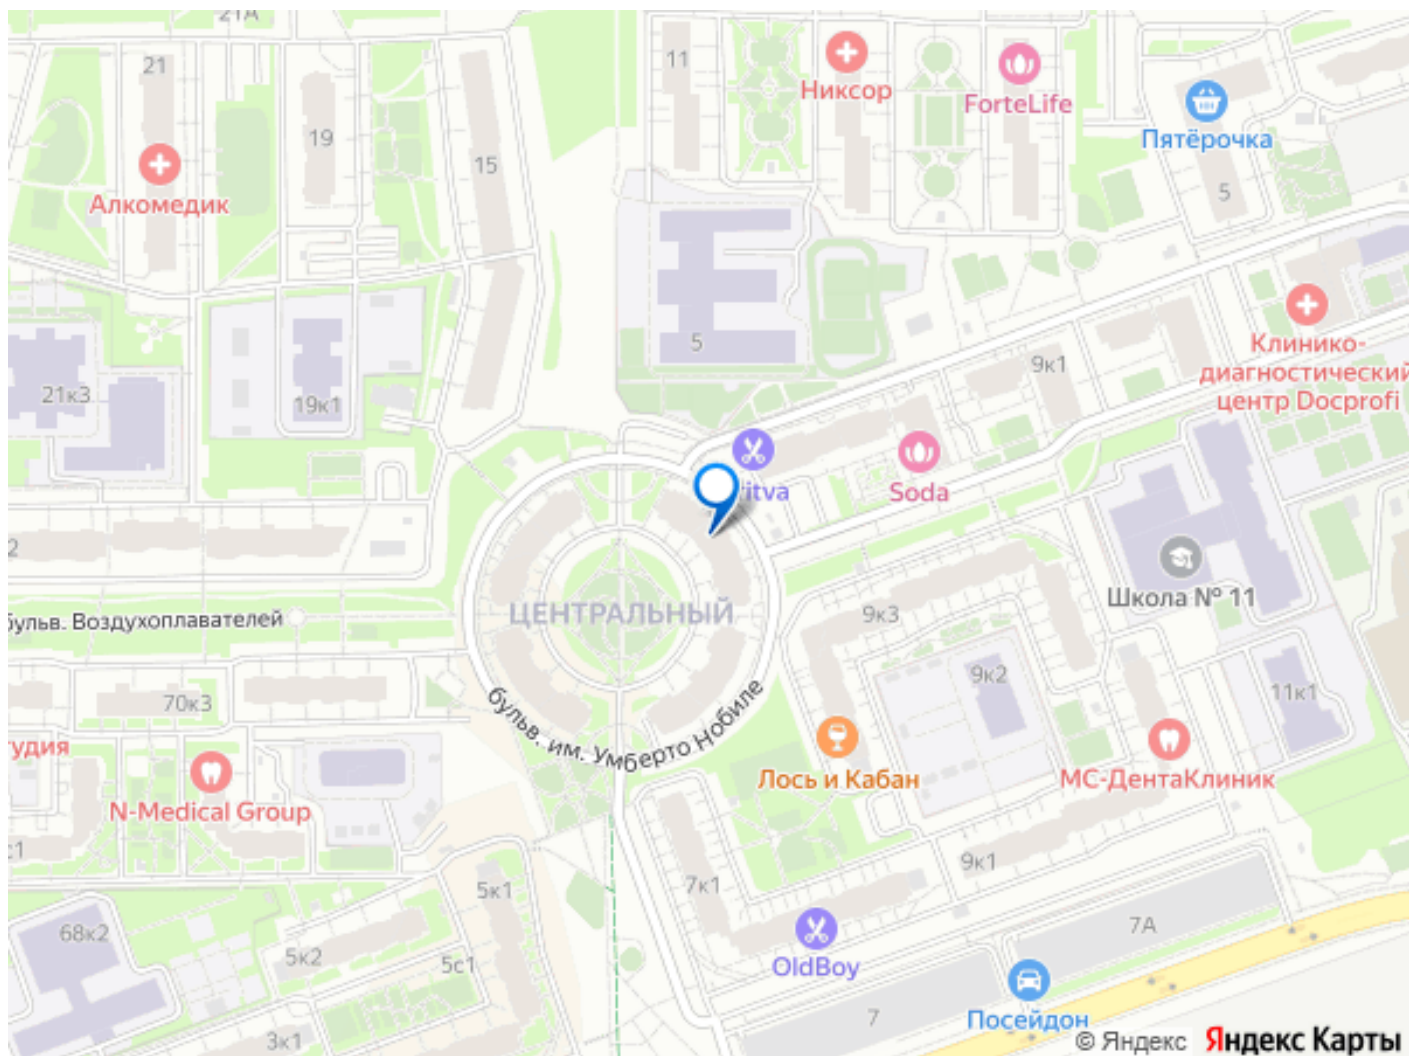 21А
21
11
Никсор
ForteLife
Пятёрочка
19
15
5
Алкомедик
5
9к1
Клинико-
диагностический
центр Docprofi
21к3
19к1
Soda
2
Школа № 11
ЦЕНТРАЛЬНЫЙ
бульв. Воздухоплавателей
9к3
9к2
11к1
70к3
бульв. им. Умберто Нобиле
N-Medical Group
Лось и Кабан
МС-ДентаКлиник
9к1
7к1
5к1
68к2
5к2
5с1
OldBoy
7А
7
Посейдон
3к1
© Яндекс Яндекс Карты